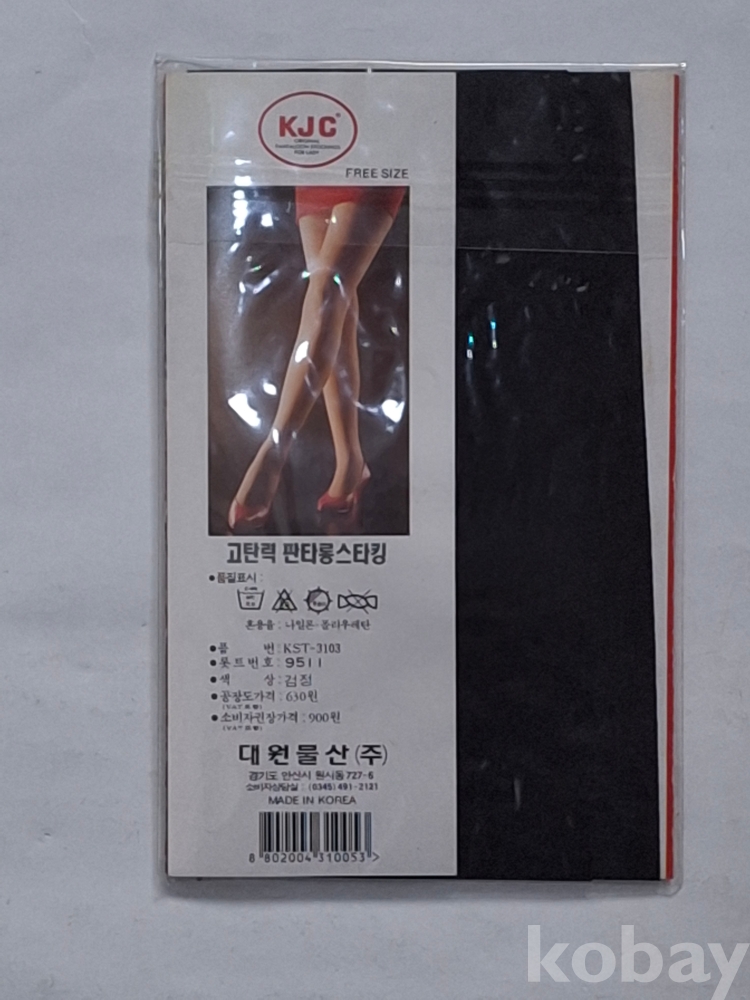 KJC
ORIGINAL
PANTALOON STOCKINGS
FOR LADY
FREE SIZE
고탄력 판타롱스타킹
●품질표시 :
혼용율 : 나일론·폴리우레탄
●품 번:KST-3103
●롯트번호 : 9511
●색 상:검정
●공장도가격 : 630원
●소비자권장가격 : 900원
대원물산(주)
경기도 안산시 원시동 727-6
소비자상담실 : (0345) 491-2121
MADE IN KOREA
8 802004 310053 >
kobay